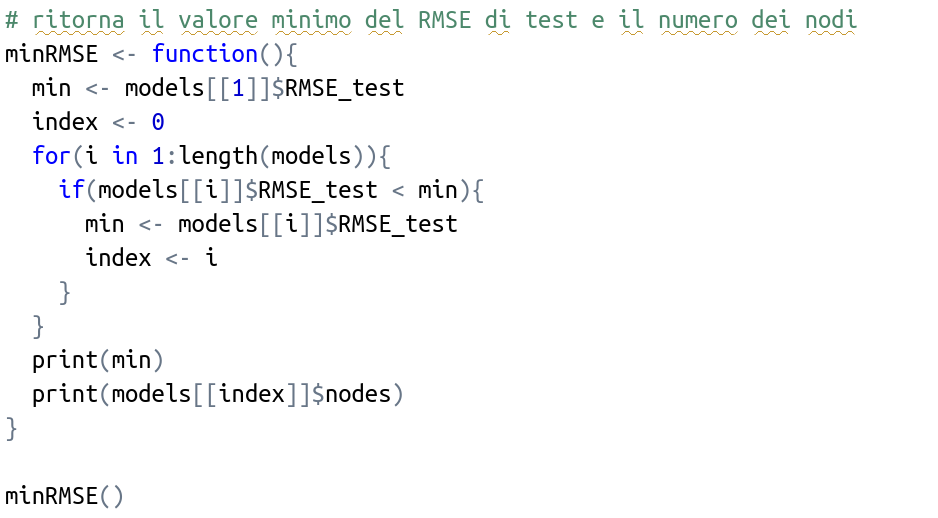 # ritorna il valore minimo del RMSE di test e il numero dei nodi
minRMSE <- function(){
  min <- models[[1]]$RMSE_test
  index <- 0
  for(i in 1:length(models)){
    if(models[[i]]$RMSE_test < min){
      min <- models[[i]]$RMSE_test
      index <- i
    }
  }
  print(min)
  print(models[[index]]$nodes)
}

minRMSE()